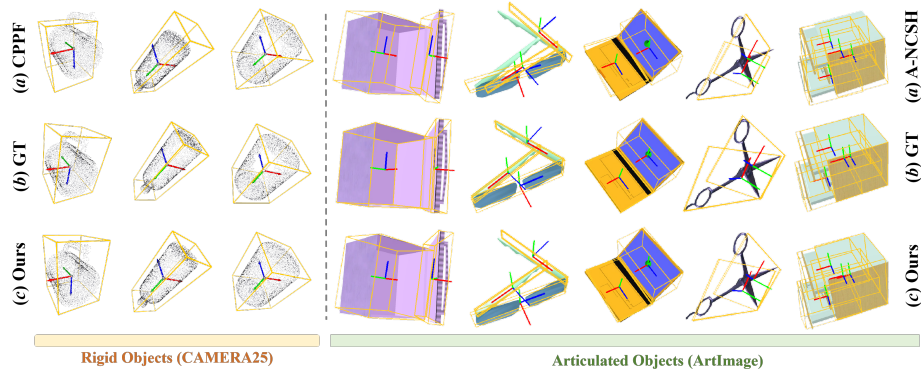 (a) CPPF
(a) A-NCSH
(b) GT
(b) GT
(c) Ours
(c) Ours
Rigid Objects (CAMERA25)
Articulated Objects (ArtImage)